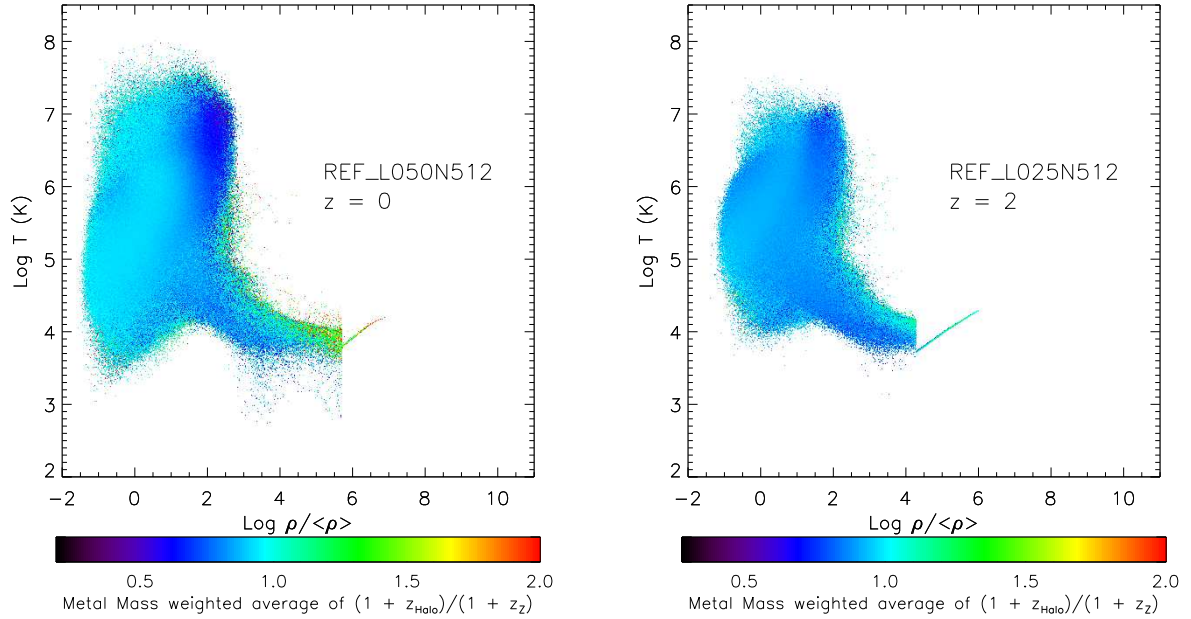 8
7
6
5
4
3
2
Log T (K)
REF_L050N512
z = 0
-2 0 2 4 6 8 10
Log ρ/<ρ>
0.5 1.0 1.5 2.0
Metal Mass weighted average of (1 + z_Halo)/(1 + z_Z)
8
7
6
5
4
3
2
Log T (K)
REF_L025N512
z = 2
-2 0 2 4 6 8 10
Log ρ/<ρ>
0.5 1.0 1.5 2.0
Metal Mass weighted average of (1 + z_Halo)/(1 + z_Z)